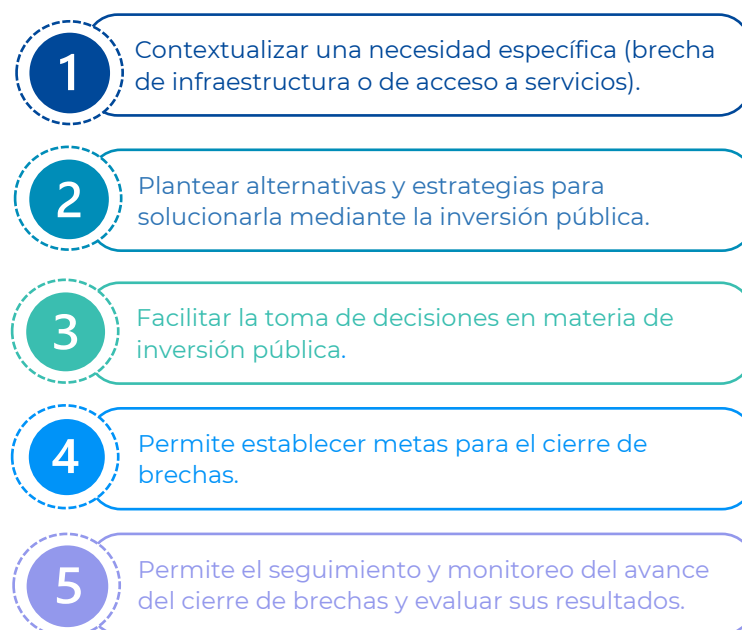 1
Contextualizar una necesidad específica (brecha
de infraestructura o de acceso a servicios).
2
Plantear alternativas y estrategias para
solucionarla mediante la inversión pública.
3
Facilitar la toma de decisiones en materia de
inversión pública.
4
Permite establecer metas para el cierre de
brechas.
5
Permite el seguimiento y monitoreo del avance
del cierre de brechas y evaluar sus resultados.